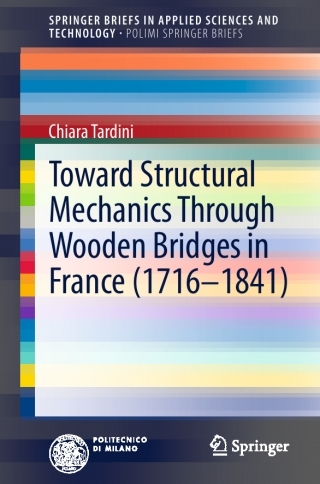 SPRINGER BRIEFS IN APPLIED SCIENCES AND
TECHNOLOGY · POLIMI SPRINGER BRIEFS
Chiara Tardini
Toward Structural
Mechanics Through
Wooden Bridges in
France (1716–1841)
POLITECNICO
DI MILANO
Springer